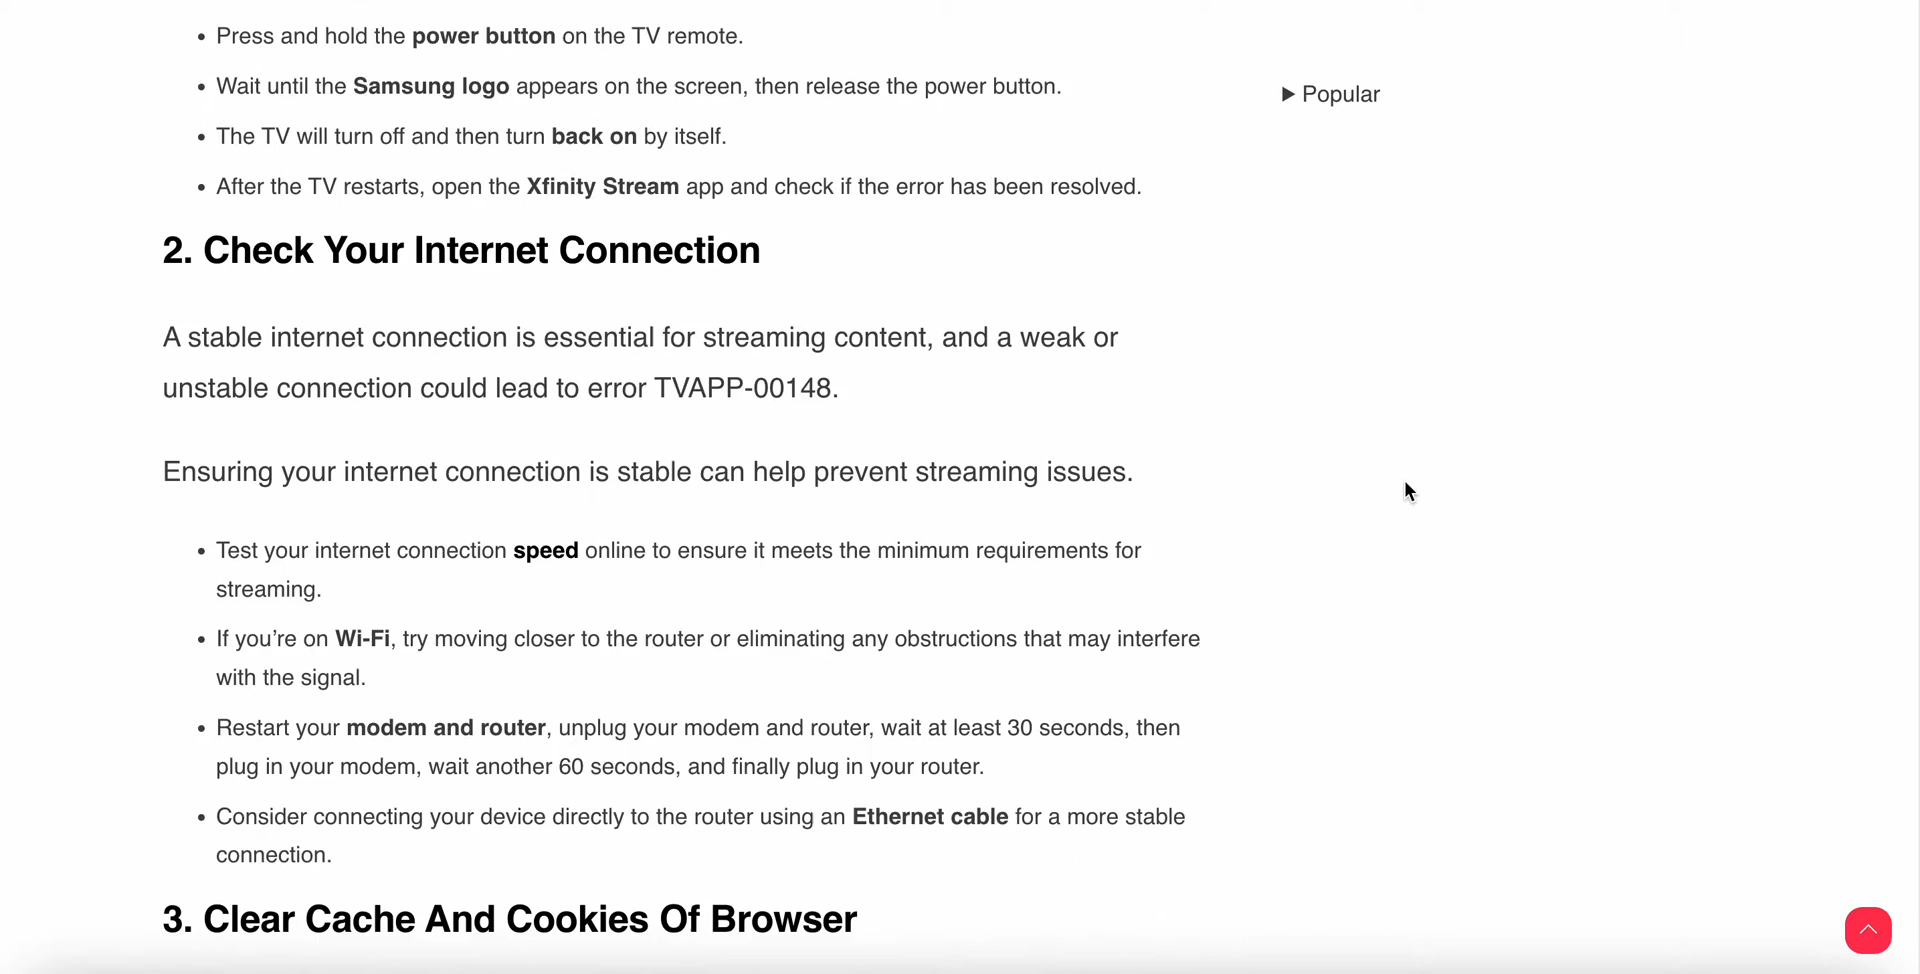 Press and hold the power button on the TV remote.
Wait until the Samsung logo appears on the screen, then release the power button.
The TV will turn off and then turn back on by itself.
After the TV restarts, open the Xfinity Stream app and check if the error has been resolved.
Popular
2. Check Your Internet Connection
A stable internet connection is essential for streaming content, and a weak or
unstable connection could lead to error TVAPP-00148.
Ensuring your internet connection is stable can help prevent streaming issues.
Test your internet connection speed online to ensure it meets the minimum requirements for
streaming.
If you’re on Wi-Fi, try moving closer to the router or eliminating any obstructions that may interfere
with the signal.
Restart your modem and router, unplug your modem and router, wait at least 30 seconds, then
plug in your modem, wait another 60 seconds, and finally plug in your router.
Consider connecting your device directly to the router using an Ethernet cable for a more stable
connection.
3. Clear Cache And Cookies Of Browser